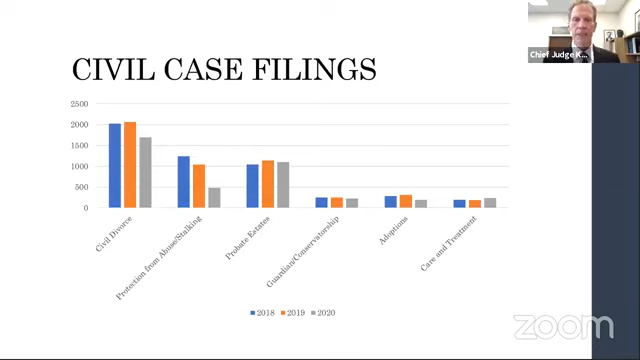 Chief Judge K...
CIVIL CASE FILINGS
2500
2000
1500
1000
500
0
Civil Divorce
Protection from Abuse/Stalking
Probate Estates
Guardian/Conservatorship
Adoptions
Care and Treatment
2018 2019 2020
zoom